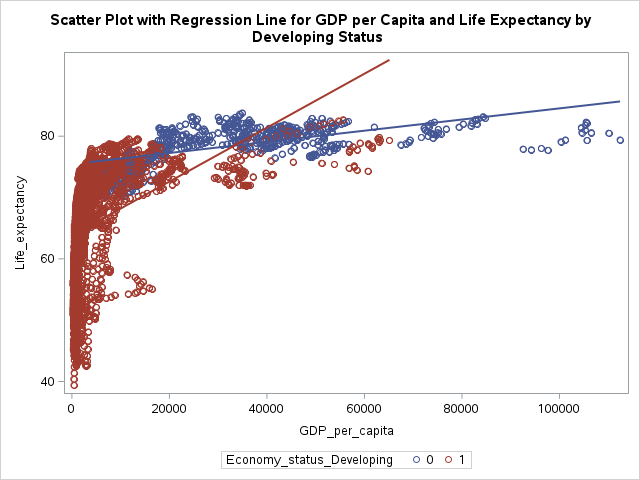 Scatter Plot with Regression Line for GDP per Capita and Life Expectancy by
Developing Status
80
60
40
Life_expectancy
0 20000 40000 60000 80000 100000
GDP_per_capita
Economy_status_Developing 0 1